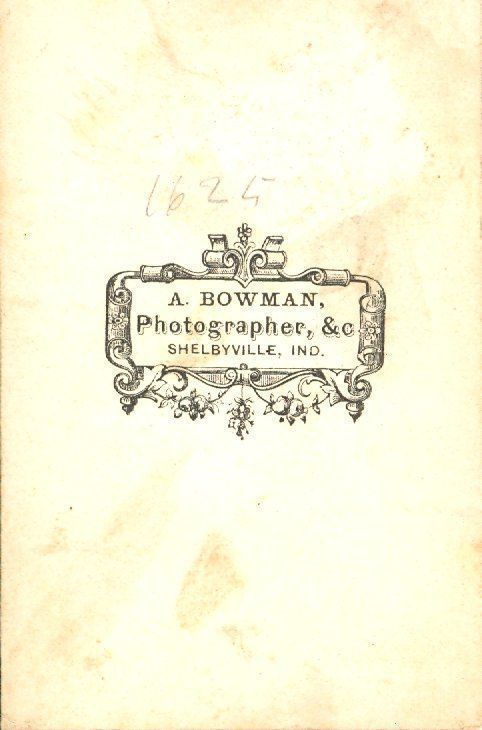 1625
A. BOWMAN,
Photographer, &c
SHELBYVILLE, IND.